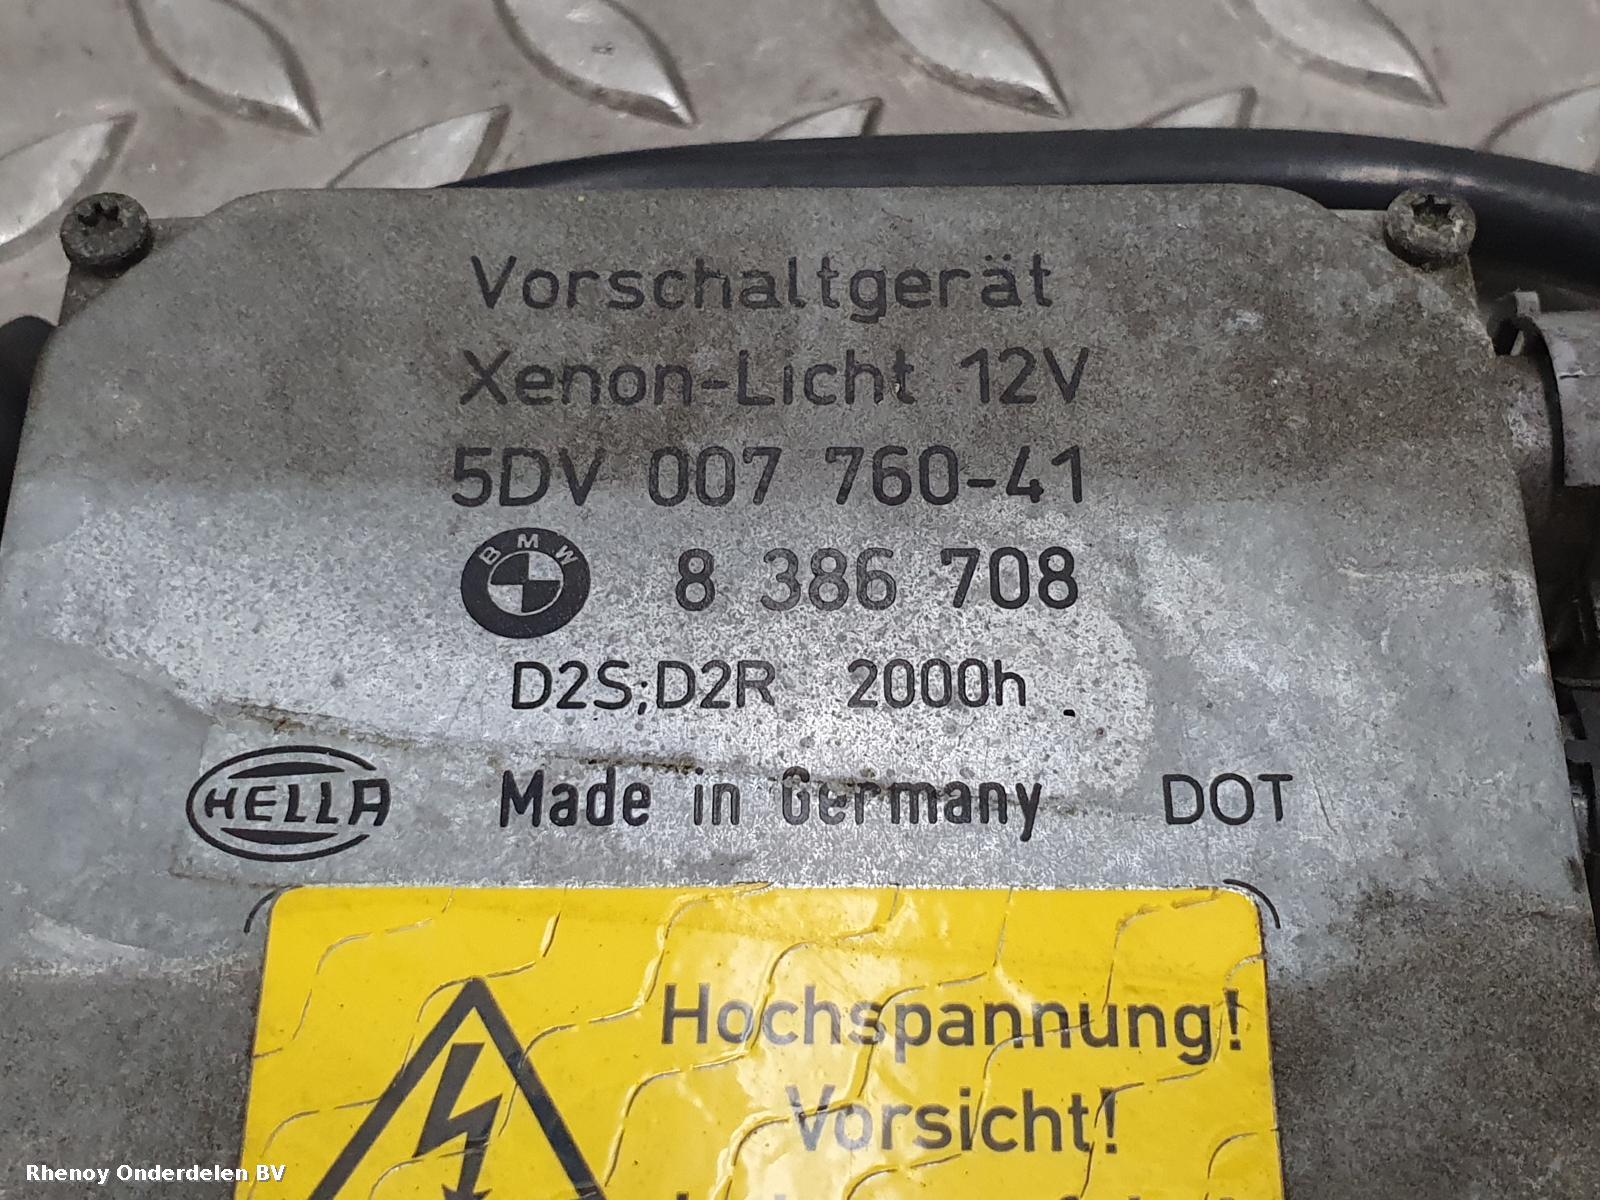 Vorschaltgerät
Xenon-Licht 12V
5DV 007 760-41
BMW 8 386 708
D2S;D2R 2000h
HELLA Made in Germany DOT
Hochspannung!
Vorsicht!
Rhenoy Onderdelen BV